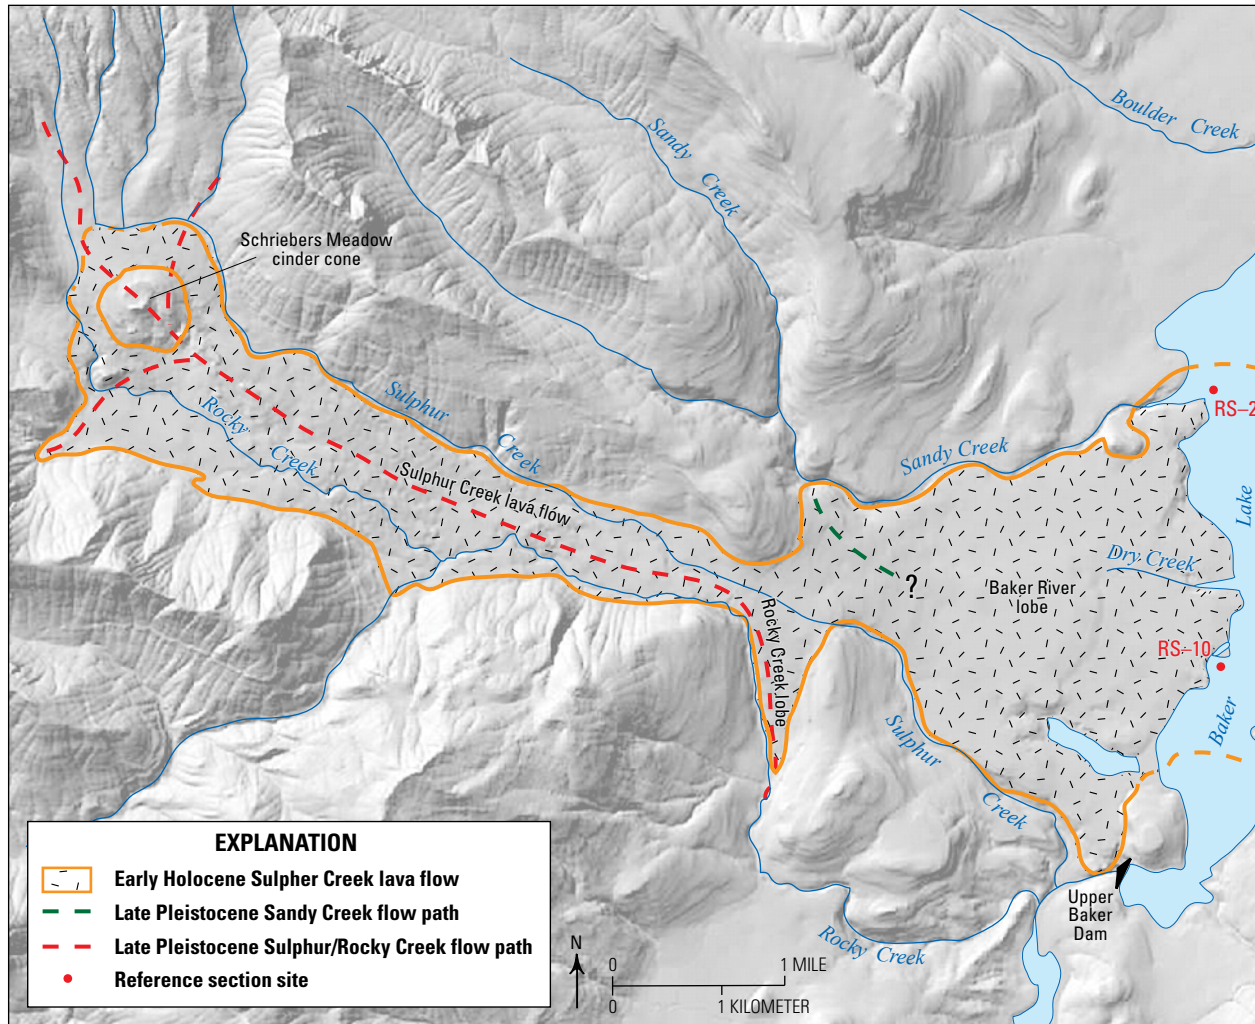 Boulder Creek
Sandy
Creek
Schriebers Meadow
cinder cone
RS–2
Sulphur
Creek
Rocky
Creek
Sandy Creek
Sulphur Creek lava flow
Lake
Dry Creek
?
Baker River
lobe
Rocky Creek lobe
RS–10
Baker
Sulphur
Creek
EXPLANATION
Early Holocene Sulpher Creek lava flow
Late Pleistocene Sandy Creek flow path
Late Pleistocene Sulphur/Rocky Creek flow path
Reference section site
Upper
Baker
Dam
Rocky Creek
N
0 1 MILE
0 1 KILOMETER